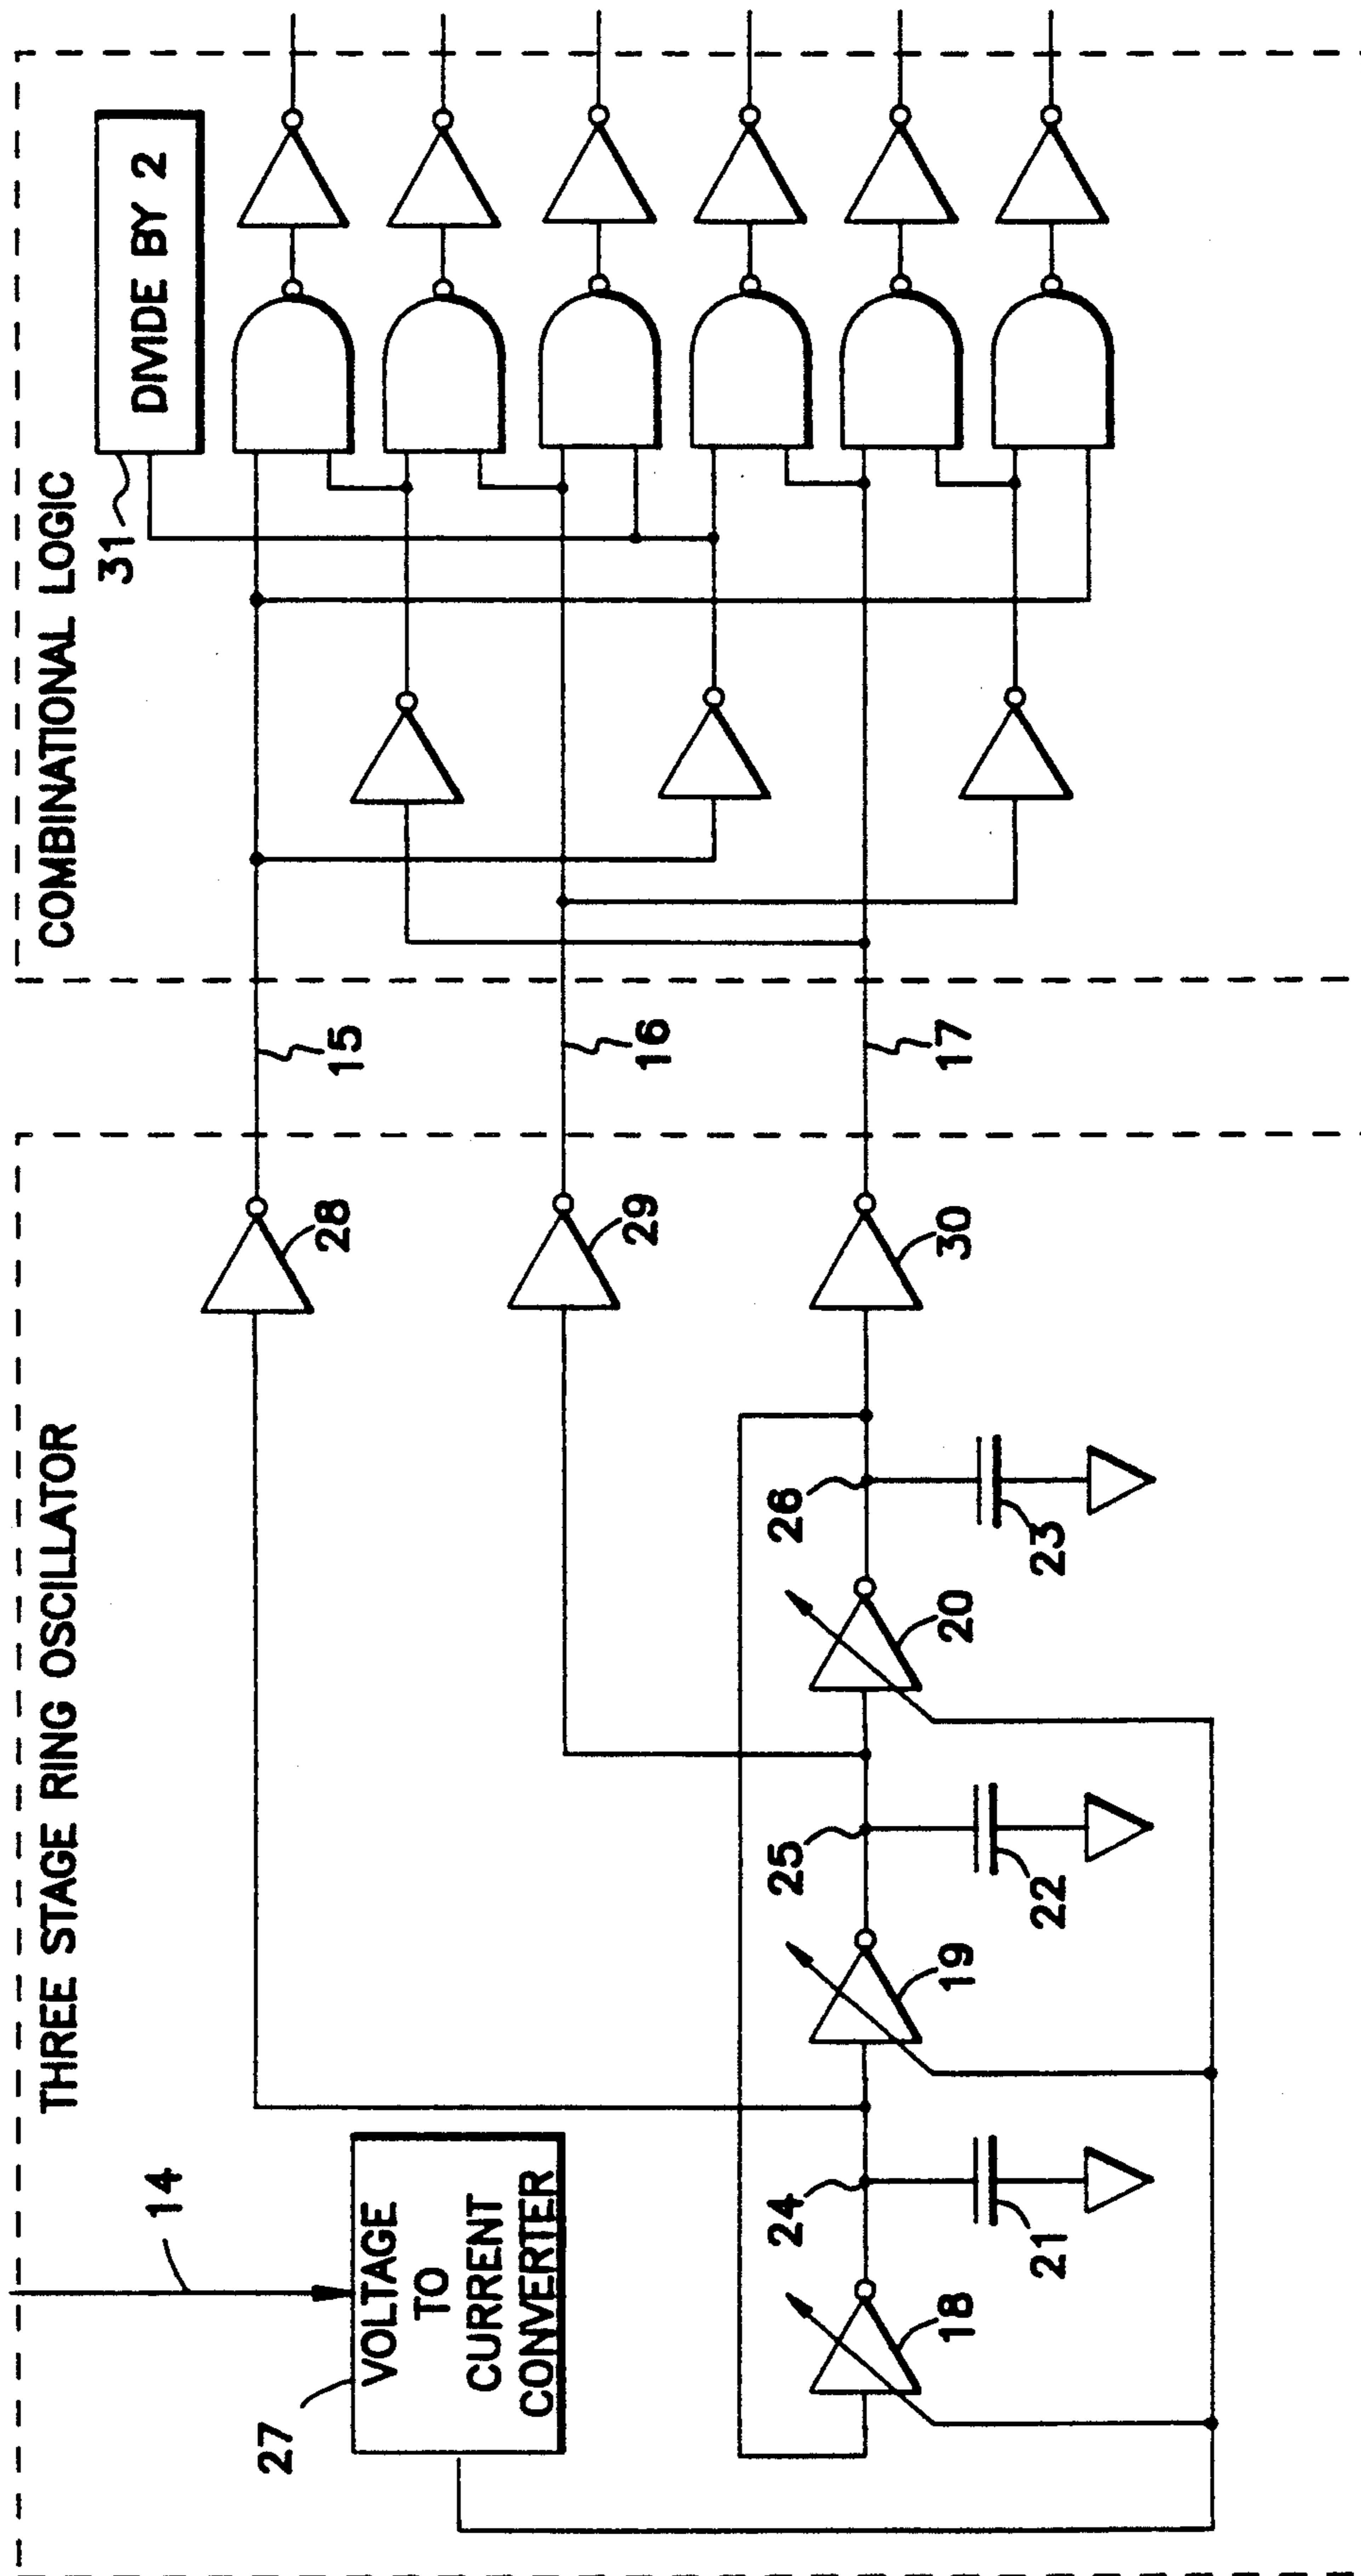 THREE STAGE RING OSCILLATOR
14
27
VOLTAGE
TO
CURRENT
CONVERTER
24
25
26
18
19
20
21
22
23
28
29
30
15
16
17
COMBINATIONAL LOGIC
31
DIVIDE BY 2